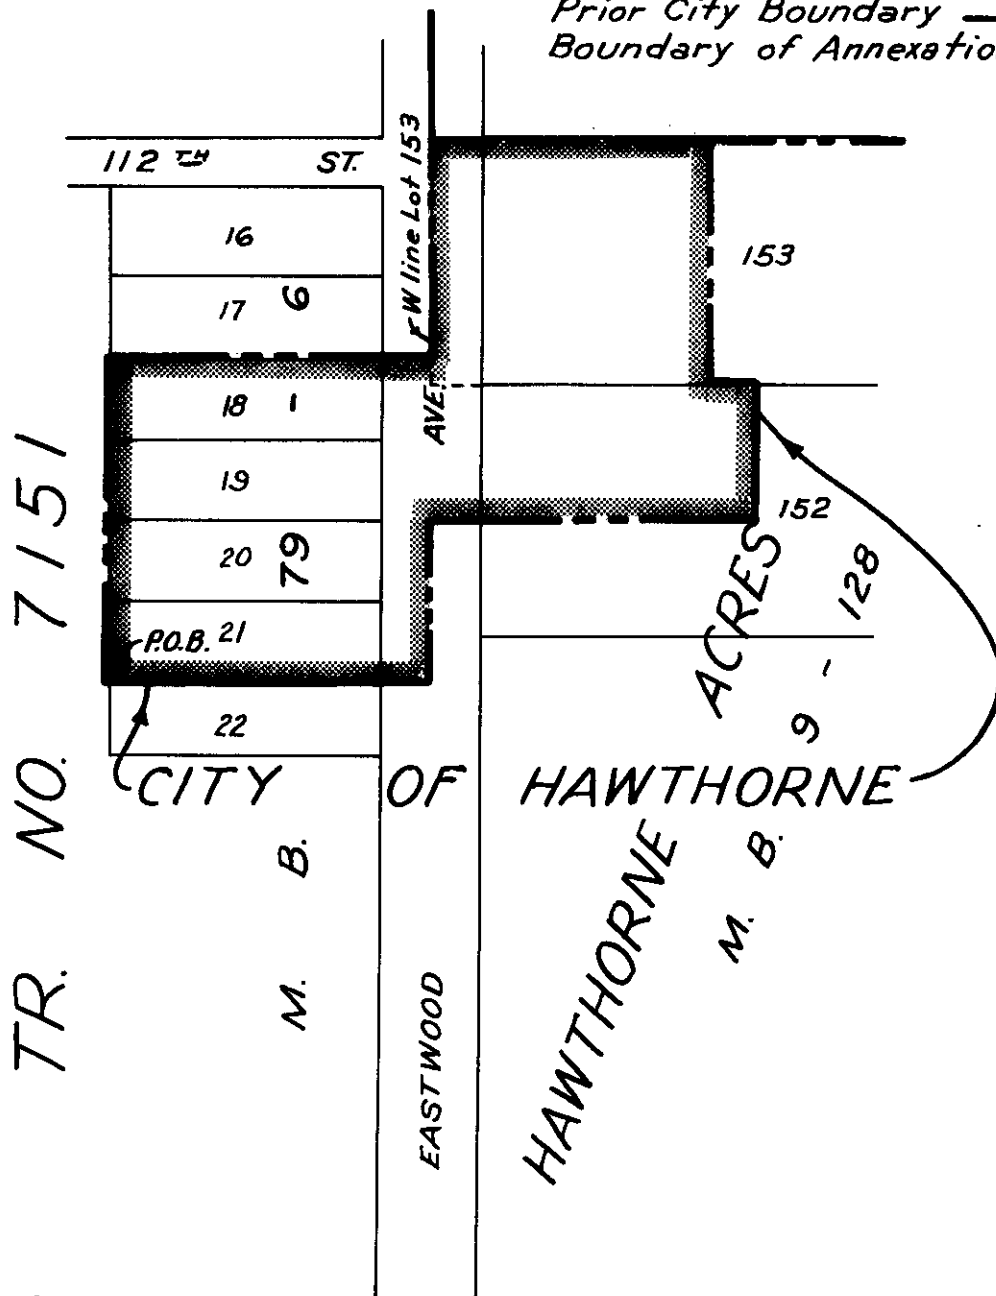 Prior City Boundary
Boundary of Annexatio
112 TH ST.
W line Lot 153
16
17
153
AVE.
18
19
20
P.O.B. 21
22
152
TR. NO. 7151
M. B. 79 - 6
CITY OF HAWTHORNE
EASTWOOD
HAWTHORNE ACRES
M. B. 9 - 128